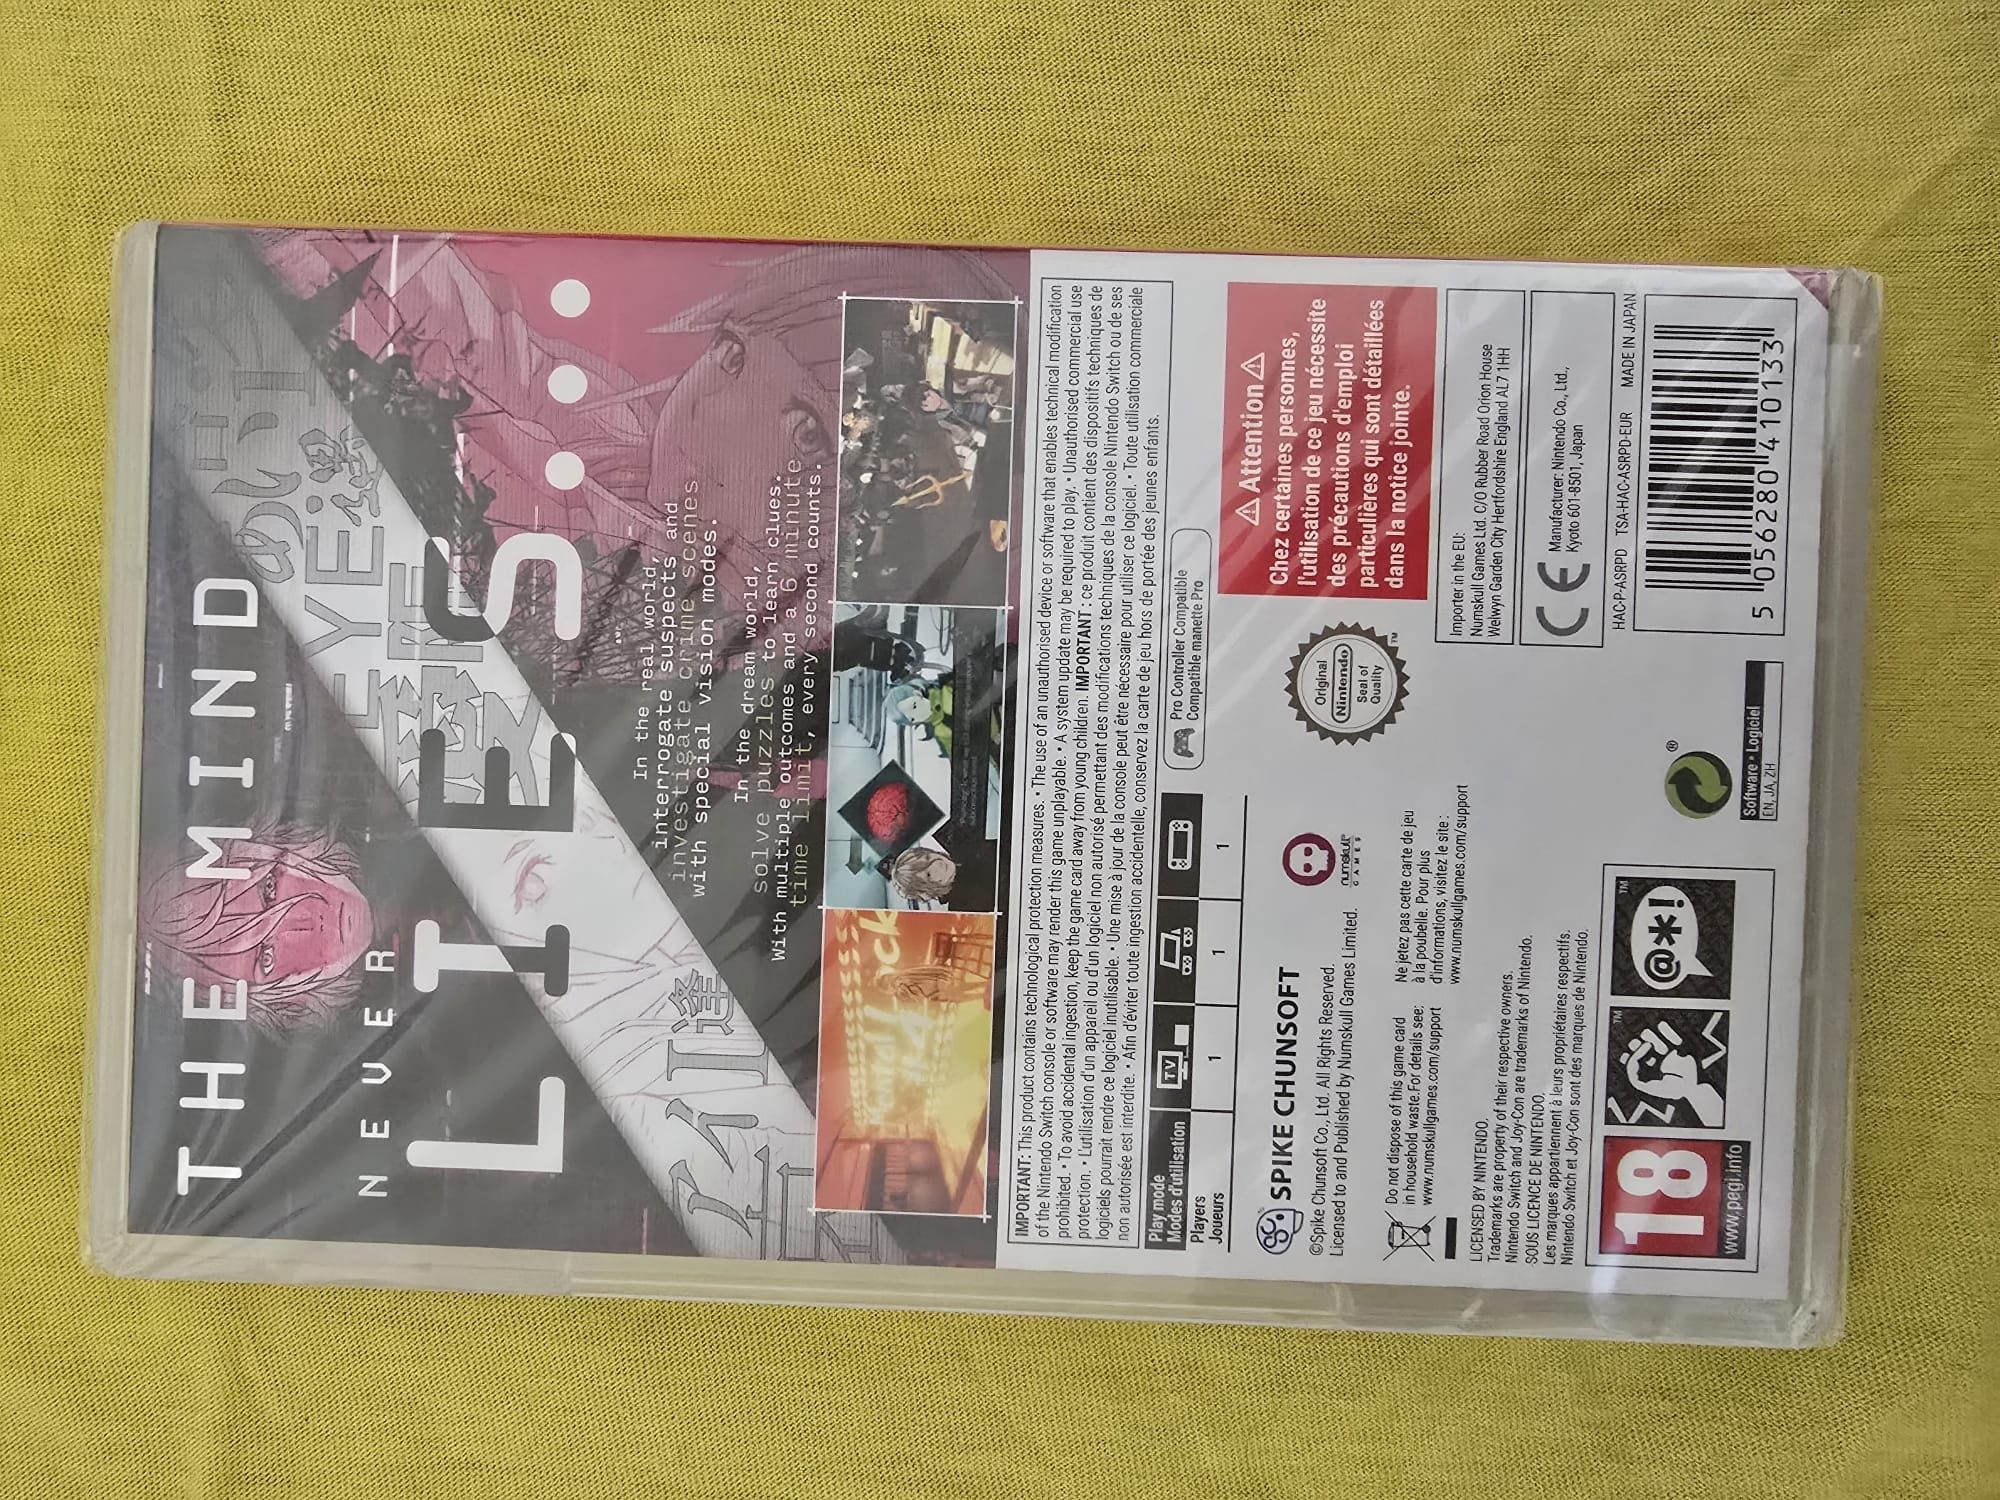 THE MIND
NEVER
LIES...
In the real world,
interrogate suspects and
investigate crime scenes
with special vision modes.
In the dream world,
solve puzzles to learn clues.
With multiple outcomes and a 6 minute
time limit, every second counts.
IMPORTANT: This product contains technological protection measures. • The use of an unauthorised device or software that enables technical modification
of the Nintendo Switch console or software may render this game unplayable. • A system update may be required to play. • Unauthorised commercial use
prohibited. • To avoid accidental ingestion, keep the game card away from young children. IMPORTANT : ce produit contient des dispositifs techniques de
protection. • L'utilisation d'un appareil ou d'un logiciel non autorisé permettant des modifications techniques de la console Nintendo Switch ou de ses
logiciels pourrait rendre ce logiciel inutilisable. • Une mise à jour de la console peut être nécessaire pour utiliser ce logiciel. • Toute utilisation commerciale
non autorisée est interdite. • Afin d'éviter toute ingestion accidentelle, conservez la carte de jeu hors de portée des jeunes enfants.
Play mode
Modes d'utilisation
TV
Players
Joueurs
1
1
1
Pro Controller Compatible
Compatible manette Pro
SPIKE CHUNSOFT
©Spike Chunsoft Co., Ltd. All Rights Reserved.
Licensed to and Published by Numskull Games Limited.
numskull
GAMES
Original
Nintendo
Seal of
Quality
TM
⚠Attention⚠
Chez certaines personnes,
l'utilisation de ce jeu nécessite
des précautions d'emploi
particulières qui sont détaillées
dans la notice jointe.
Do not dispose of this game card
in household waste. For details see:
www.numskullgames.com/support
Ne jetez pas cette carte de jeu
à la poubelle. Pour plus
d'informations, visitez le site :
www.numskullgames.com/support
LICENSED BY NINTENDO.
Trademarks are property of their respective owners.
Nintendo Switch and Joy-Con are trademarks of Nintendo.
SOUS LICENCE DE NINTENDO.
Les marques appartiennent à leurs propriétaires respectifs.
Nintendo Switch et Joy-Con sont des marques de Nintendo.
Importer in the EU:
Numskull Games Ltd. C/O Rubber Road Orion House
Welwyn Garden City Hertfordshire England AL7 1HH
CE
Manufacturer: Nintendo Co., Ltd.,
Kyoto 601-8501, Japan
HAC-P-ASRPD TSA-HAC-ASRPD-EUR MADE IN JAPAN
5 056280 410133
®
Software • Logiciel
EN, JA, ZH
18
www.pegi.info
TM
@*!
TM